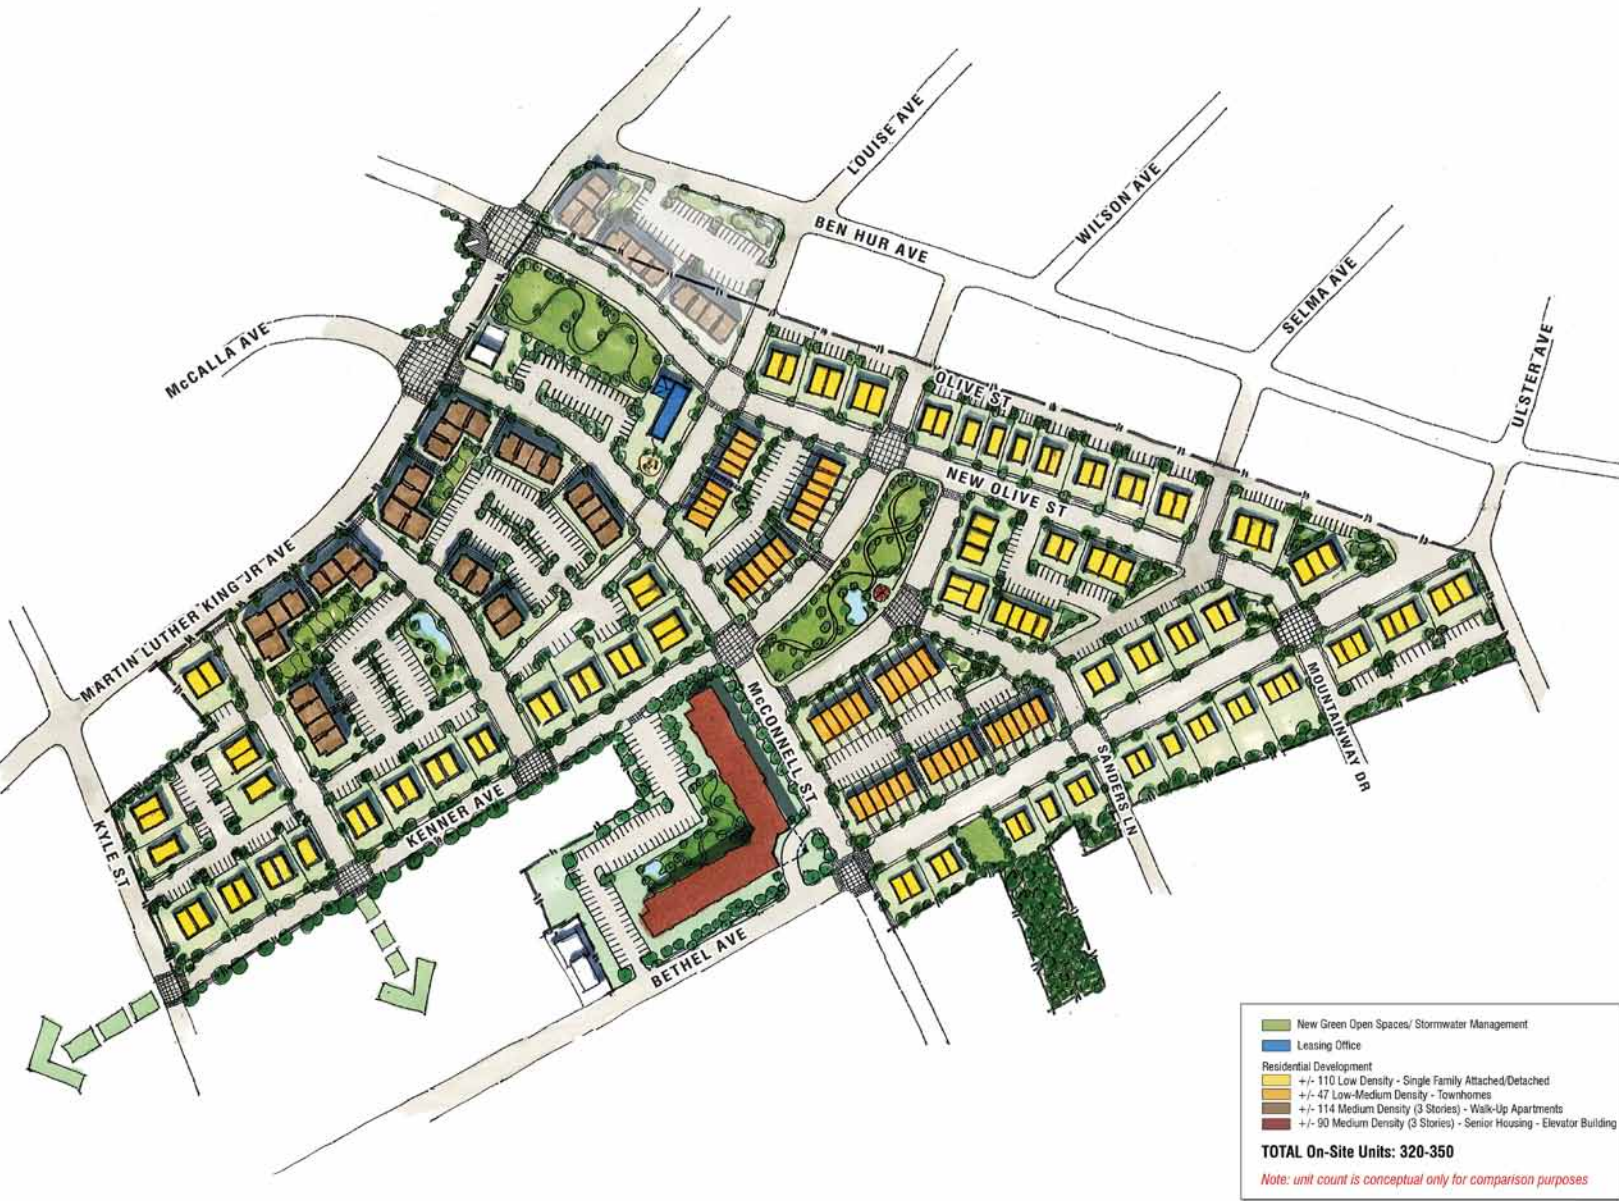 LOUISE AVE
WILSON AVE
BEN HUR AVE
SELMA AVE
ULSTER AVE
McCALLA AVE
OLIVE ST
NEW OLIVE ST
MARTIN LUTHER KING JR AVE
McCONNELL ST
MOUNTAINWAY DR
SANDERS LN
KENNER AVE
KYLE ST
BETHEL AVE
New Green Open Spaces/ Stormwater Management
Leasing Office
Residential Development
+/- 110 Low Density - Single Family Attached/Detached
+/- 47 Low-Medium Density - Townhomes
+/- 114 Medium Density (3 Stories) - Walk-Up Apartments
+/- 90 Medium Density (3 Stories) - Senior Housing - Elevator Building
TOTAL On-Site Units: 320-350
Note: unit count is conceptual only for comparison purposes